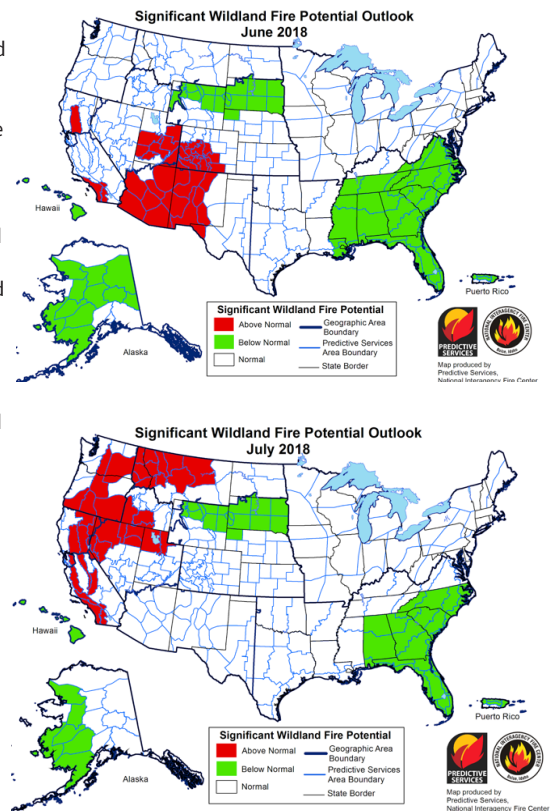 Significant Wildland Fire Potential Outlook
June 2018
d
e
Hawaii
d
Puerto Rico
Alaska
Significant Wildland Fire Potential
Above Normal
Below Normal
Normal
Geographic Area
Boundary
Predictive Services
Area Boundary
State Border
PREDICTIVE
SERVICES
NATIONAL INTERAGENCY FIRE CENTER
Boise, Idaho
Map produced by
Predictive Services,
National Interagency Fire Center
Significant Wildland Fire Potential Outlook
July 2018
Hawaii
Puerto Rico
Alaska
Significant Wildland Fire Potential
Above Normal
Below Normal
Normal
Geographic Area
Boundary
Predictive Services
Area Boundary
State Border
PREDICTIVE
SERVICES
NATIONAL INTERAGENCY FIRE CENTER
Boise, Idaho
Map produced by
Predictive Services,
National Interagency Fire Center